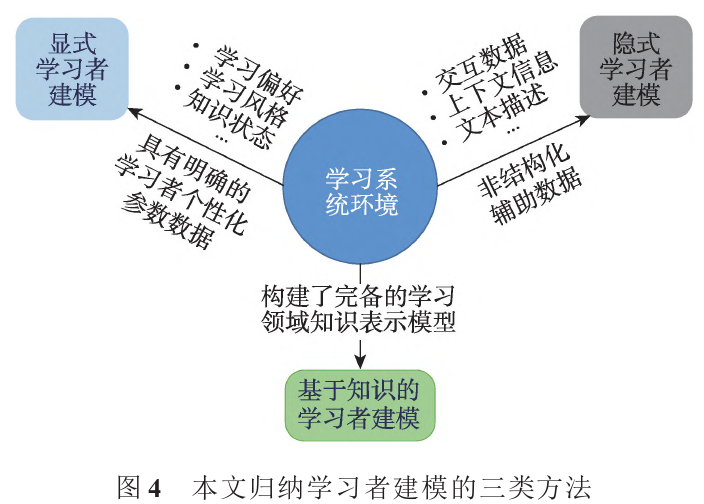 显式
学习者
建模
• 学习偏好
• 学习风格
• 知识状态
...
具有明确的
学习者个性化
参数数据
学习系
统环境
• 交互数据
• 上下文信息
• 文本描述
...
非结构化
辅助数据
隐式
学习者
建模
构建了完备的学习
领域知识表示模型
基于知识的
学习者建模
图4 本文归纳学习者建模的三类方法